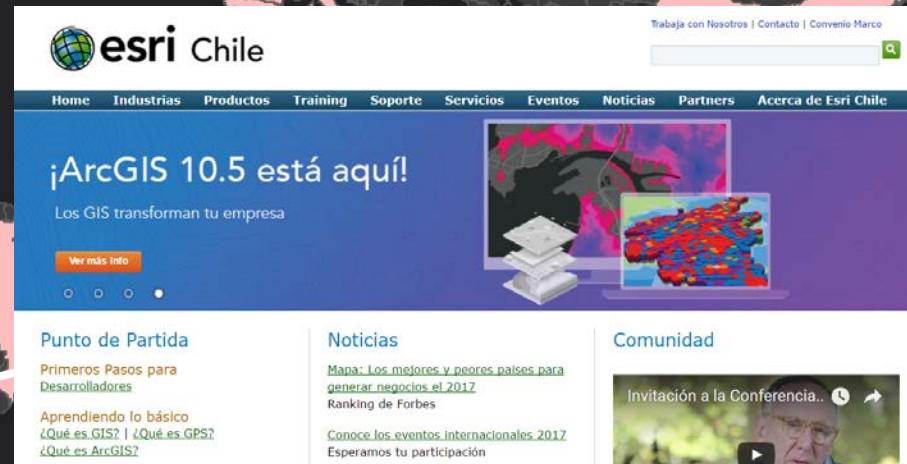 esri Chile
Trabaja con Nosotros | Contacto | Convenio Marco
Home Industrias Productos Training Soporte Servicios Eventos Noticias Partners Acerca de Esri Chile
¡ArcGIS 10.5 está aquí!
Los GIS transforman tu empresa
Ver más info
Punto de Partida
Primeros Pasos para
Desarrolladores
Aprendiendo lo básico
¿Qué es GIS? | ¿Qué es GPS?
¿Qué es ArcGIS?
Noticias
Mapa: Los mejores y peores países para
generar negocios el 2017
Ranking de Forbes
Conoce los eventos internacionales 2017
Esperamos tu participación
Comunidad
Invitación a la Conferencia..